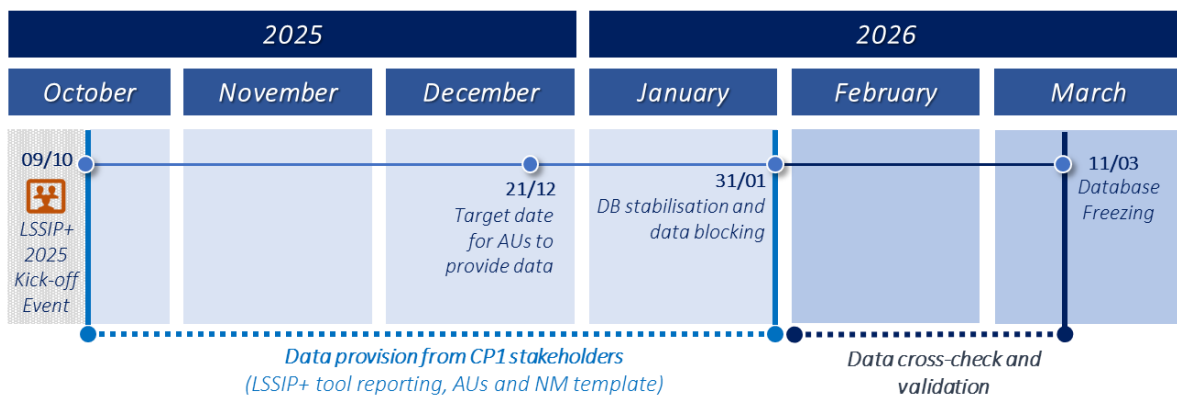 2025
2026
October
November
December
January
February
March
09/10
LSSIP+
2025
Kick-off
Event
21/12
Target date
for AUs to
provide data
31/01
DB stabilisation and
data blocking
11/03
Database
Freezing
Data provision from CP1 stakeholders
(LSSIP+ tool reporting, AUs and NM template)
Data cross-check and
validation